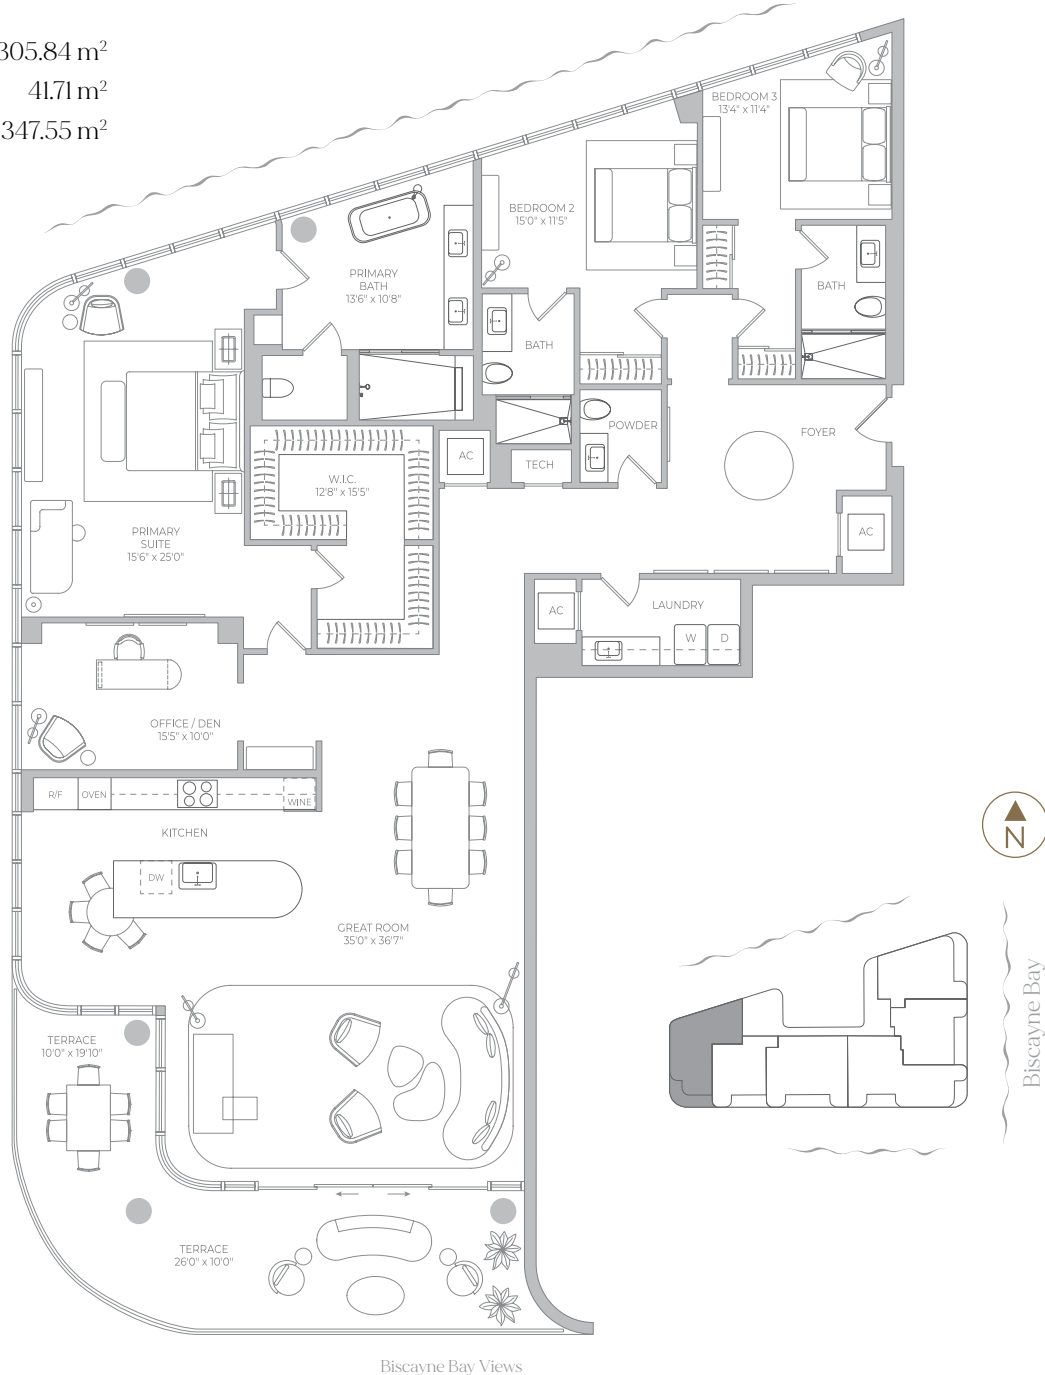 305.84 m²
41.71 m²
347.55 m²
BEDROOM 3
13'4" x 11'4"
BEDROOM 2
15'0" x 11'5"
PRIMARY
BATH
13'6" x 10'8"
BATH
BATH
POWDER
FOYER
AC
TECH
W.I.C.
12'8" x 15'5"
PRIMARY
SUITE
15'6" x 25'0"
AC
AC
LAUNDRY
W
D
OFFICE / DEN
15'5" x 10'0"
R/F
OVEN
WINE
KITCHEN
DW
N
GREAT ROOM
35'0" x 36'7"
Biscayne Bay
TERRACE
10'0" x 19'10"
TERRACE
26'0" x 10'0"
Biscayne Bay Views